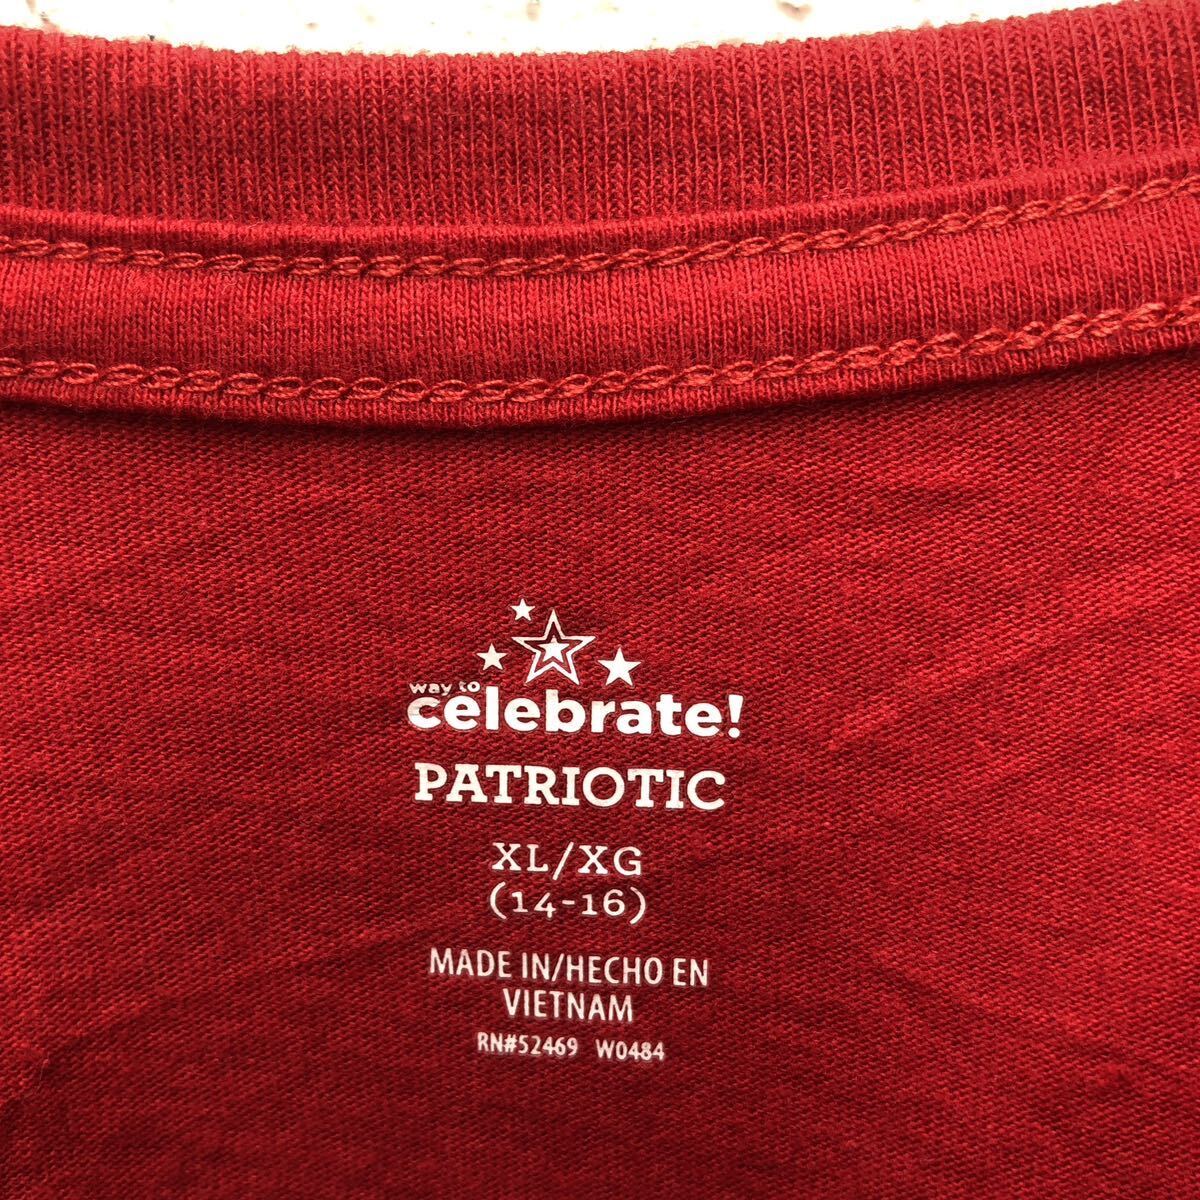 way to
celebrate!
PATRIOTIC
XL/XG
(14-16)
MADE IN/HECHO EN
VIETNAM
RN#52469 W0484